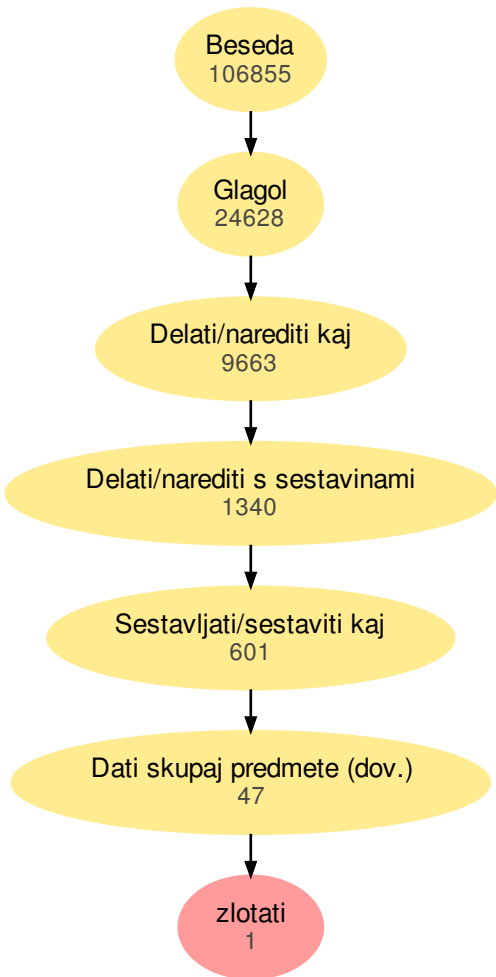 Beseda
106855
Glagol
24628
Delati/narediti kaj
9663
Delati/narediti s sestavinami
1340
Sestavljati/sestaviti kaj
601
Dati skupaj predmete (dov.)
47
zlotati
1